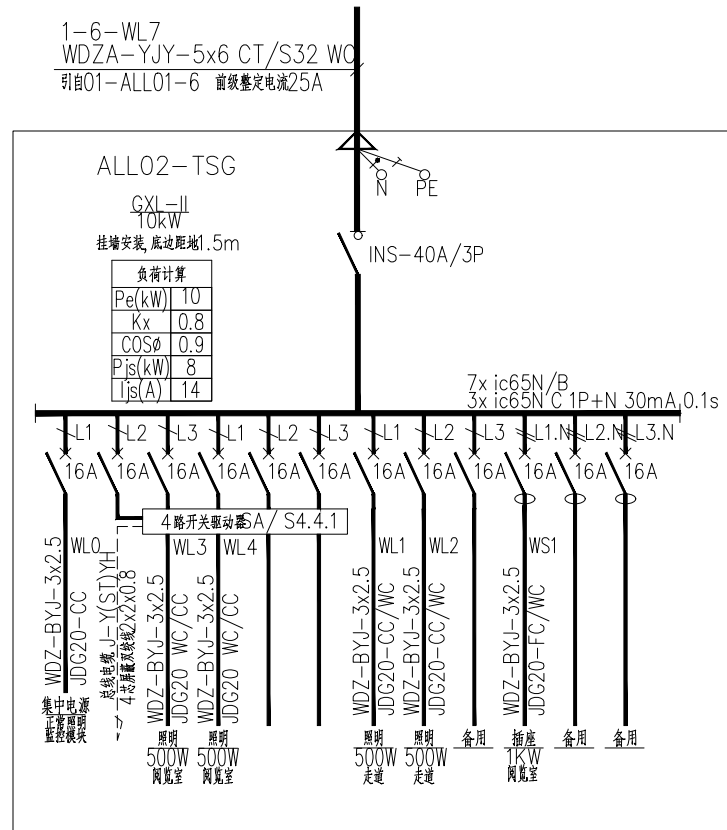 1-6-WL7
WDZA-YJY-5x6 CT/S32 WC
引自01-ALL01-6 前级整定电流25A
ALL02-TSG
GXL-II
10kW
挂墙安装,底边距地1.5m
N PE
INS-40A/3P
负荷计算
Pe(kW) 10
Kx 0.8
COSø 0.9
Pjs(kW) 8
Ijs(A) 14
7x ic65N/B
3x ic65N C 1P+N 30mA 0.1s
L1 L2 L3 L1 L2 L3 L1 L2 L3 L1.N L2.N L3.N
16A 16A 16A 16A 16A 16A 16A 16A 16A 16A 16A 16A
4路开关驱动器SA/S4.4.1
WL0 WL3 WL4 WL1 WL2 WS1
WDZ-BYJ-3x2.5
JDG20-CC
总线电缆J-Y(ST)YH
4芯屏蔽双绞线2x2x0.8
WDZ-BYJ-3x2.5
JDG20 WC/CC
WDZ-BYJ-3x2.5
JDG20 WC/CC
WDZ-BYJ-3x2.5
JDG20-CC/WC
WDZ-BYJ-3x2.5
JDG20-CC/WC
WDZ-BYJ-3x2.5
JDG20-FC/WC
集中电源
正常照明
监控模块
照明
500W
阅览室
照明
500W
阅览室
照明
500W
走道
照明
500W
走道
备用
插座
1KW
阅览室
备用
备用